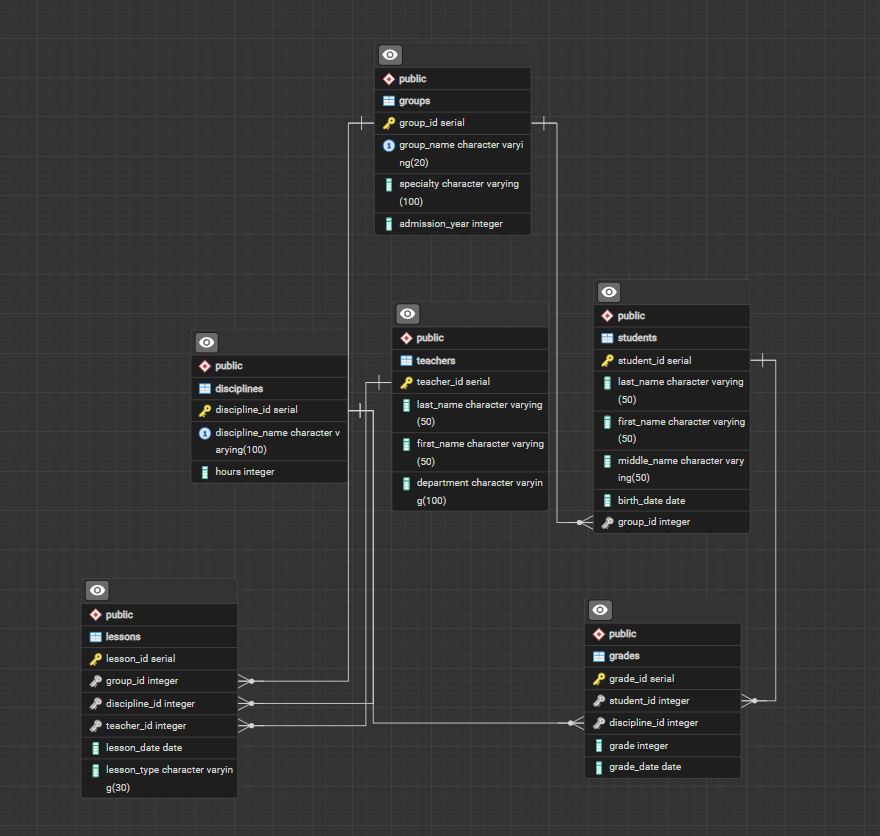 public
groups
group_id serial
group_name character varyi
ng(20)
specialty character varying
(100)
admission_year integer
public
students
student_id serial
last_name character varying
(50)
first_name character varying
(50)
middle_name character vary
ing(50)
birth_date date
group_id integer
public
teachers
teacher_id serial
last_name character varying
(50)
first_name character varying
(50)
department character varyin
g(100)
public
disciplines
discipline_id serial
discipline_name character v
arying(100)
hours integer
public
lessons
lesson_id serial
group_id integer
discipline_id integer
teacher_id integer
lesson_date date
lesson_type character varyin
g(30)
public
grades
grade_id serial
student_id integer
discipline_id integer
grade integer
grade_date date